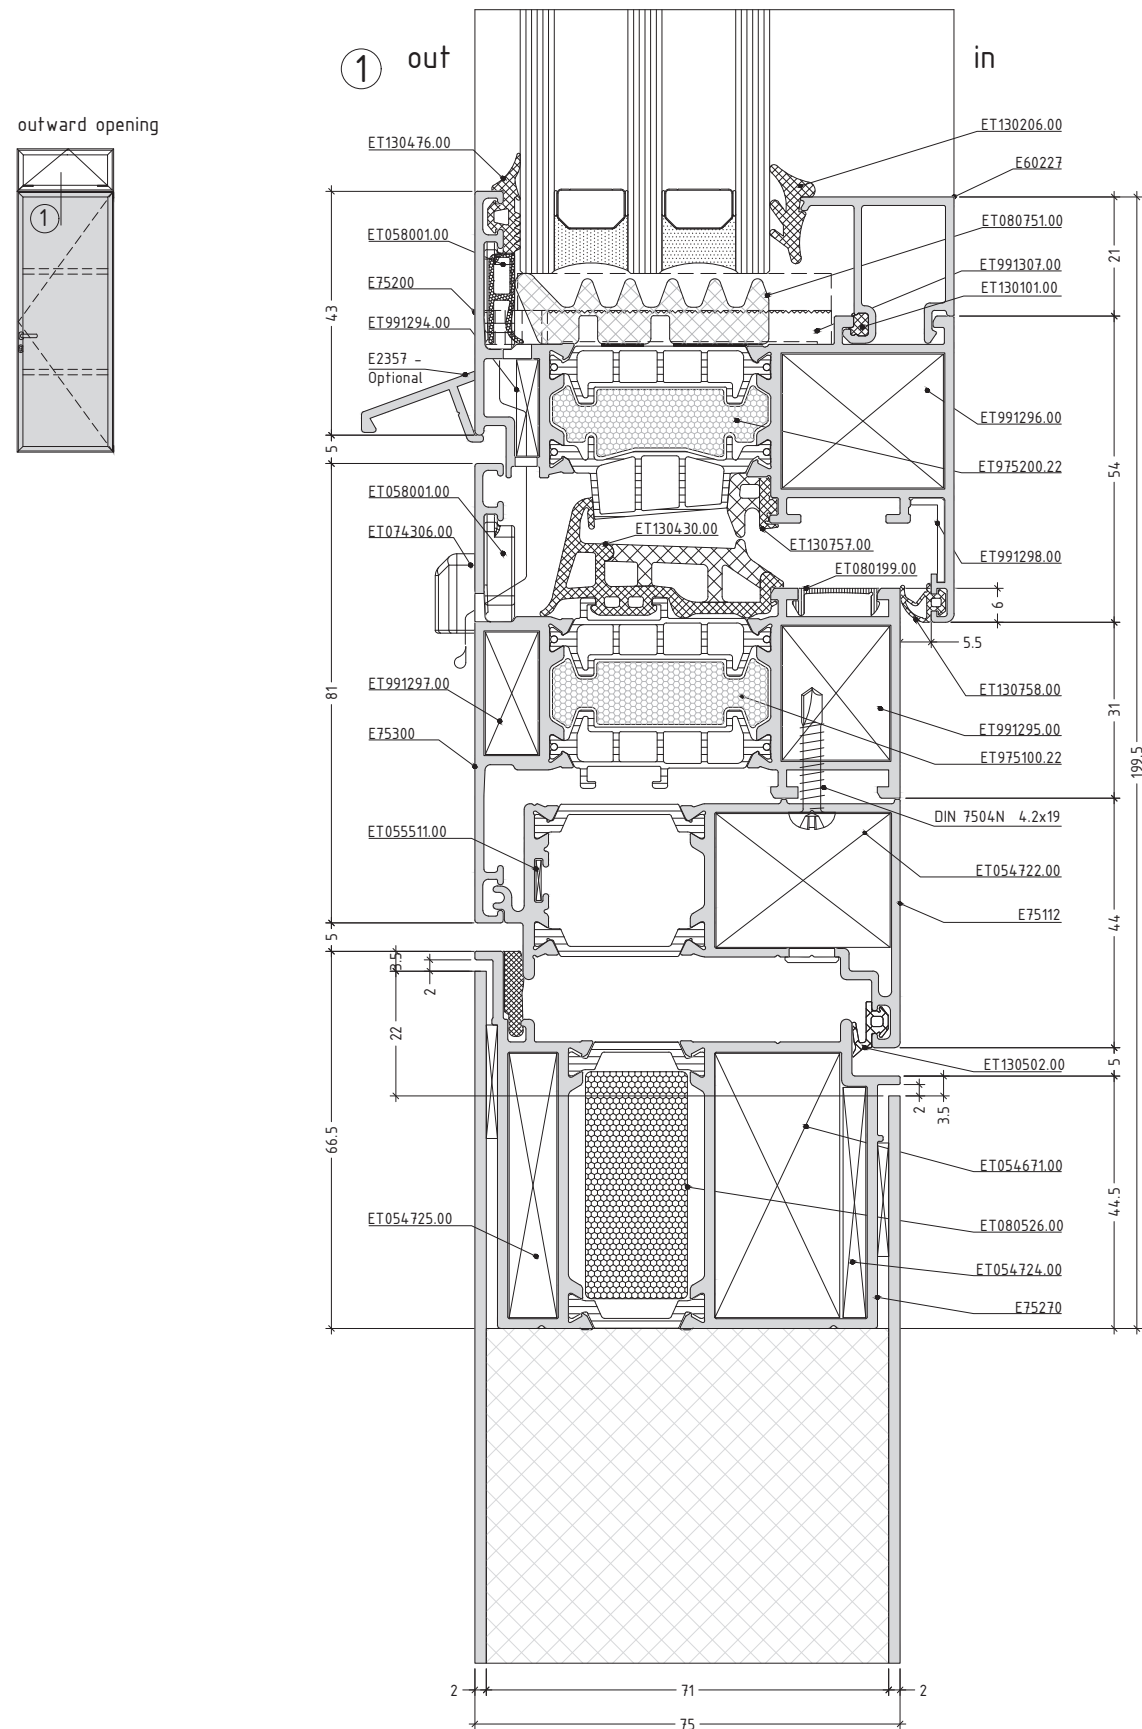 1
out
in
outward opening
1
ET130476.00
ET058001.00
E75200
ET991294.00
E2357 -
Optional
ET058001.00
ET074306.00
ET991297.00
E75300
ET055511.00
ET054725.00
ET130430.00
ET130757.00
ET080199.00
ET130206.00
E60227
ET080751.00
ET991307.00
ET130101.00
ET991296.00
ET975200.22
ET991298.00
ET130758.00
ET991295.00
ET975100.22
DIN 7504N 4.2x19
ET054722.00
E75112
ET130502.00
ET054671.00
ET080526.00
ET054724.00
E75270
43
5
81
5
3.5
2
22
66.5
21
54
6
5.5
31
199.5
44
5
2
3.5
44.5
2
71
2
75